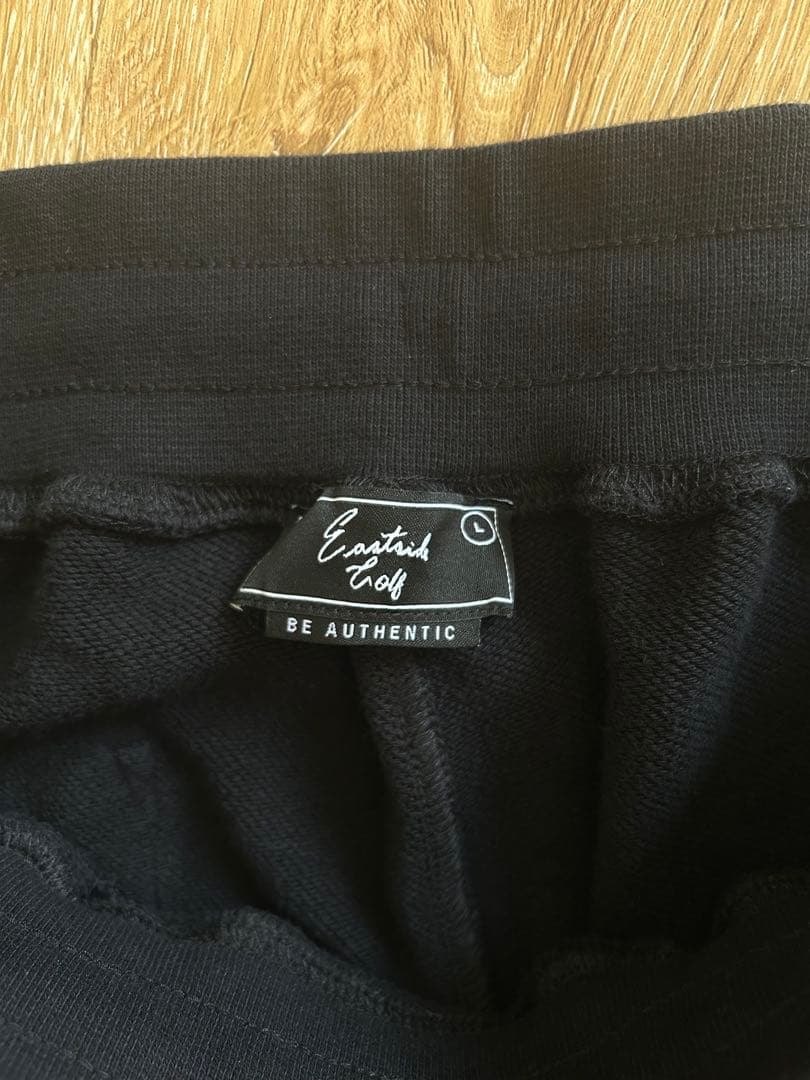 Eastside
Golf
L
BE AUTHENTIC